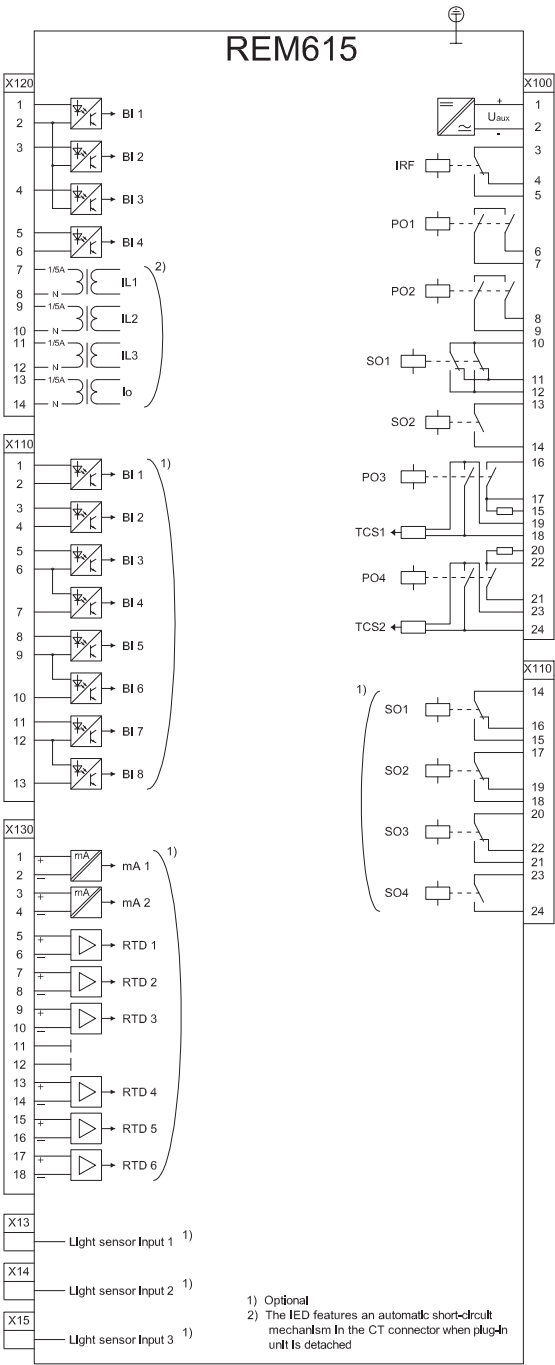 REM615
X120
1
2
BI 1
3
BI 2
4
BI 3
5
6
BI 4
7
1/5A
8
N
IL1
2)
9
1/5A
10
N
IL2
11
1/5A
12
N
IL3
13
1/5A
14
N
Io
X110
1
2
BI 1
1)
3
4
BI 2
5
6
BI 3
7
BI 4
8
9
BI 5
10
BI 6
11
12
BI 7
13
BI 8
X130
1
+
2
–
mA
mA 1
1)
3
+
4
–
mA
mA 2
5
+
6
–
RTD 1
7
+
8
–
RTD 2
9
+
10
–
RTD 3
11
12
13
+
14
–
RTD 4
15
+
16
–
RTD 5
17
+
18
–
RTD 6
X13
Light sensor Input 1 1)
X14
Light sensor Input 2 1)
X15
Light sensor Input 3 1)
X100
+
Uaux
-
1
2
IRF
3
4
5
PO1
6
7
PO2
8
9
SO1
10
11
12
SO2
13
14
PO3
16
17
15
19
TCS1
18
20
22
PO4
21
23
TCS2
24
X110
1)
SO1
14
16
15
SO2
17
19
18
SO3
20
22
21
SO4
23
24
1) Optional
2) The IED features an automatic short-circuit
mechanism in the CT connector when plug-in
unit is detached